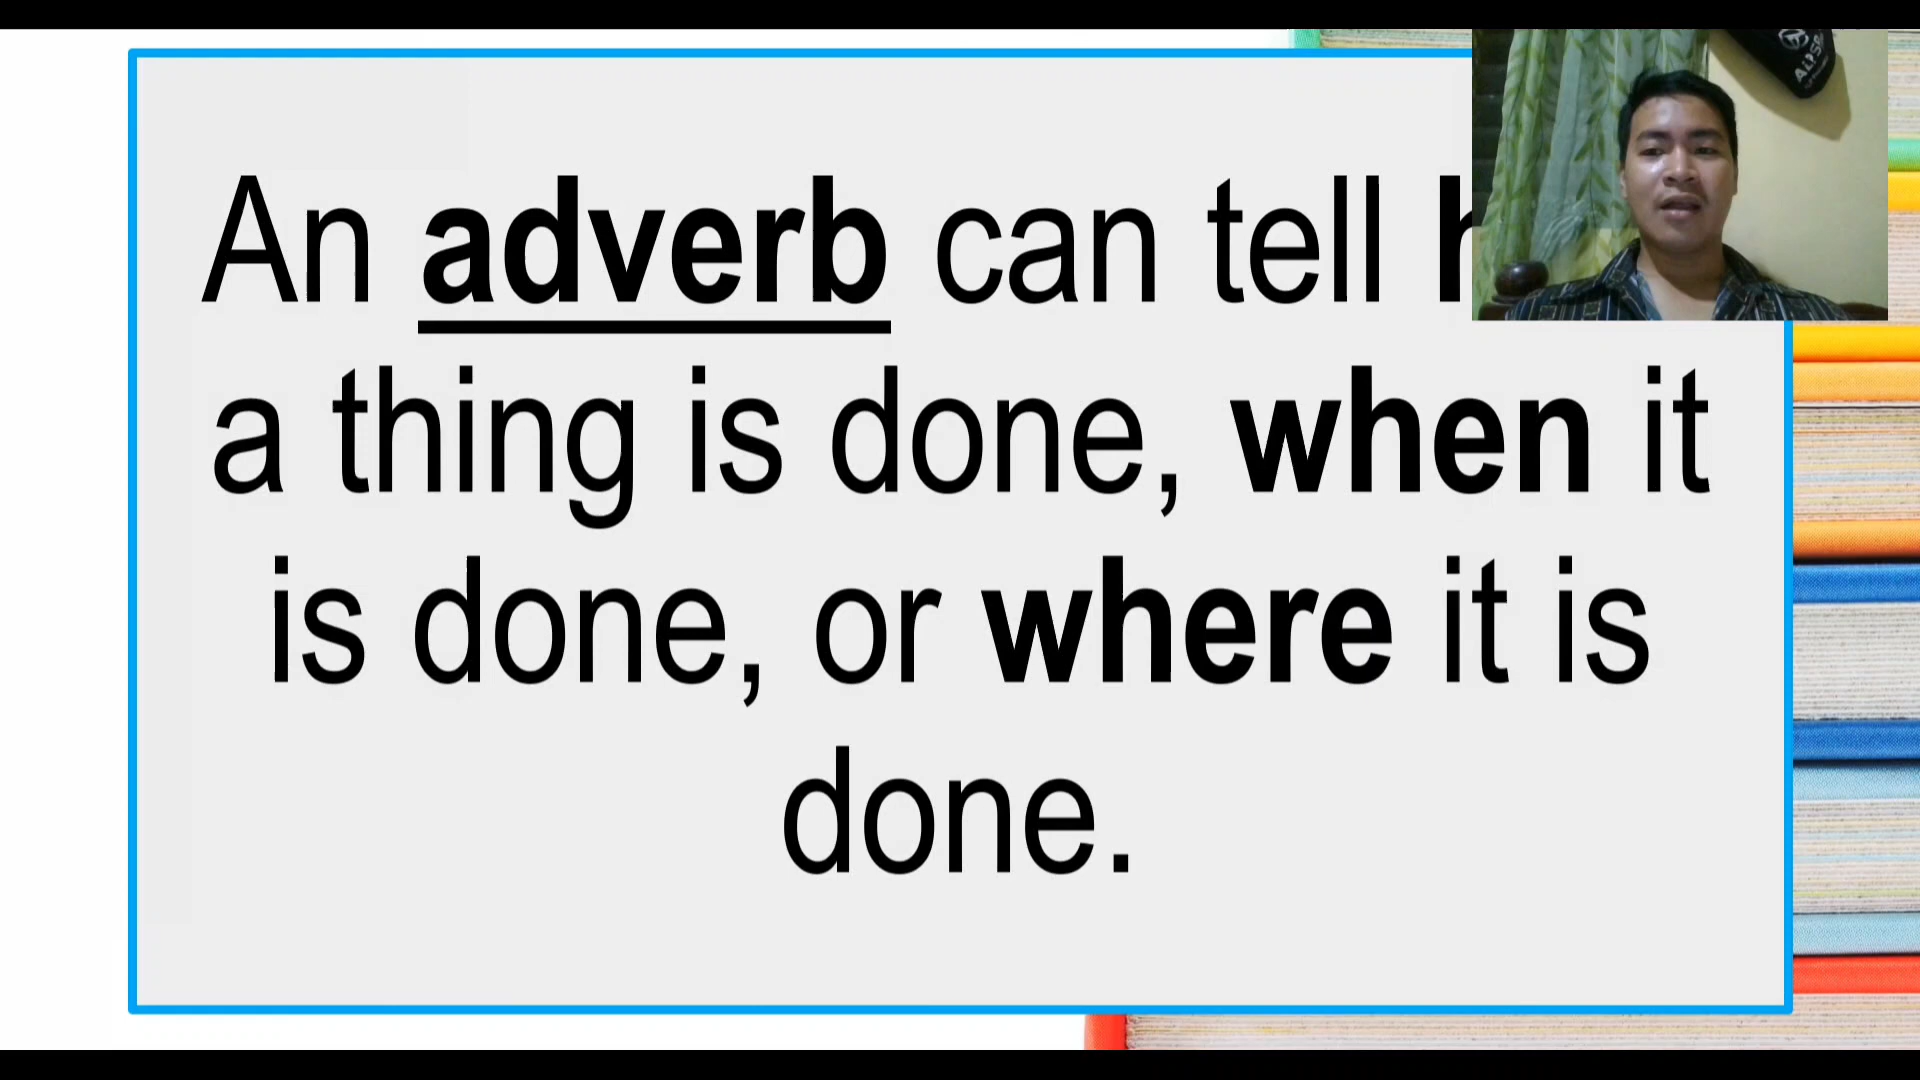 An adverb can tell
a thing is done, when it
is done, or where it is
done.